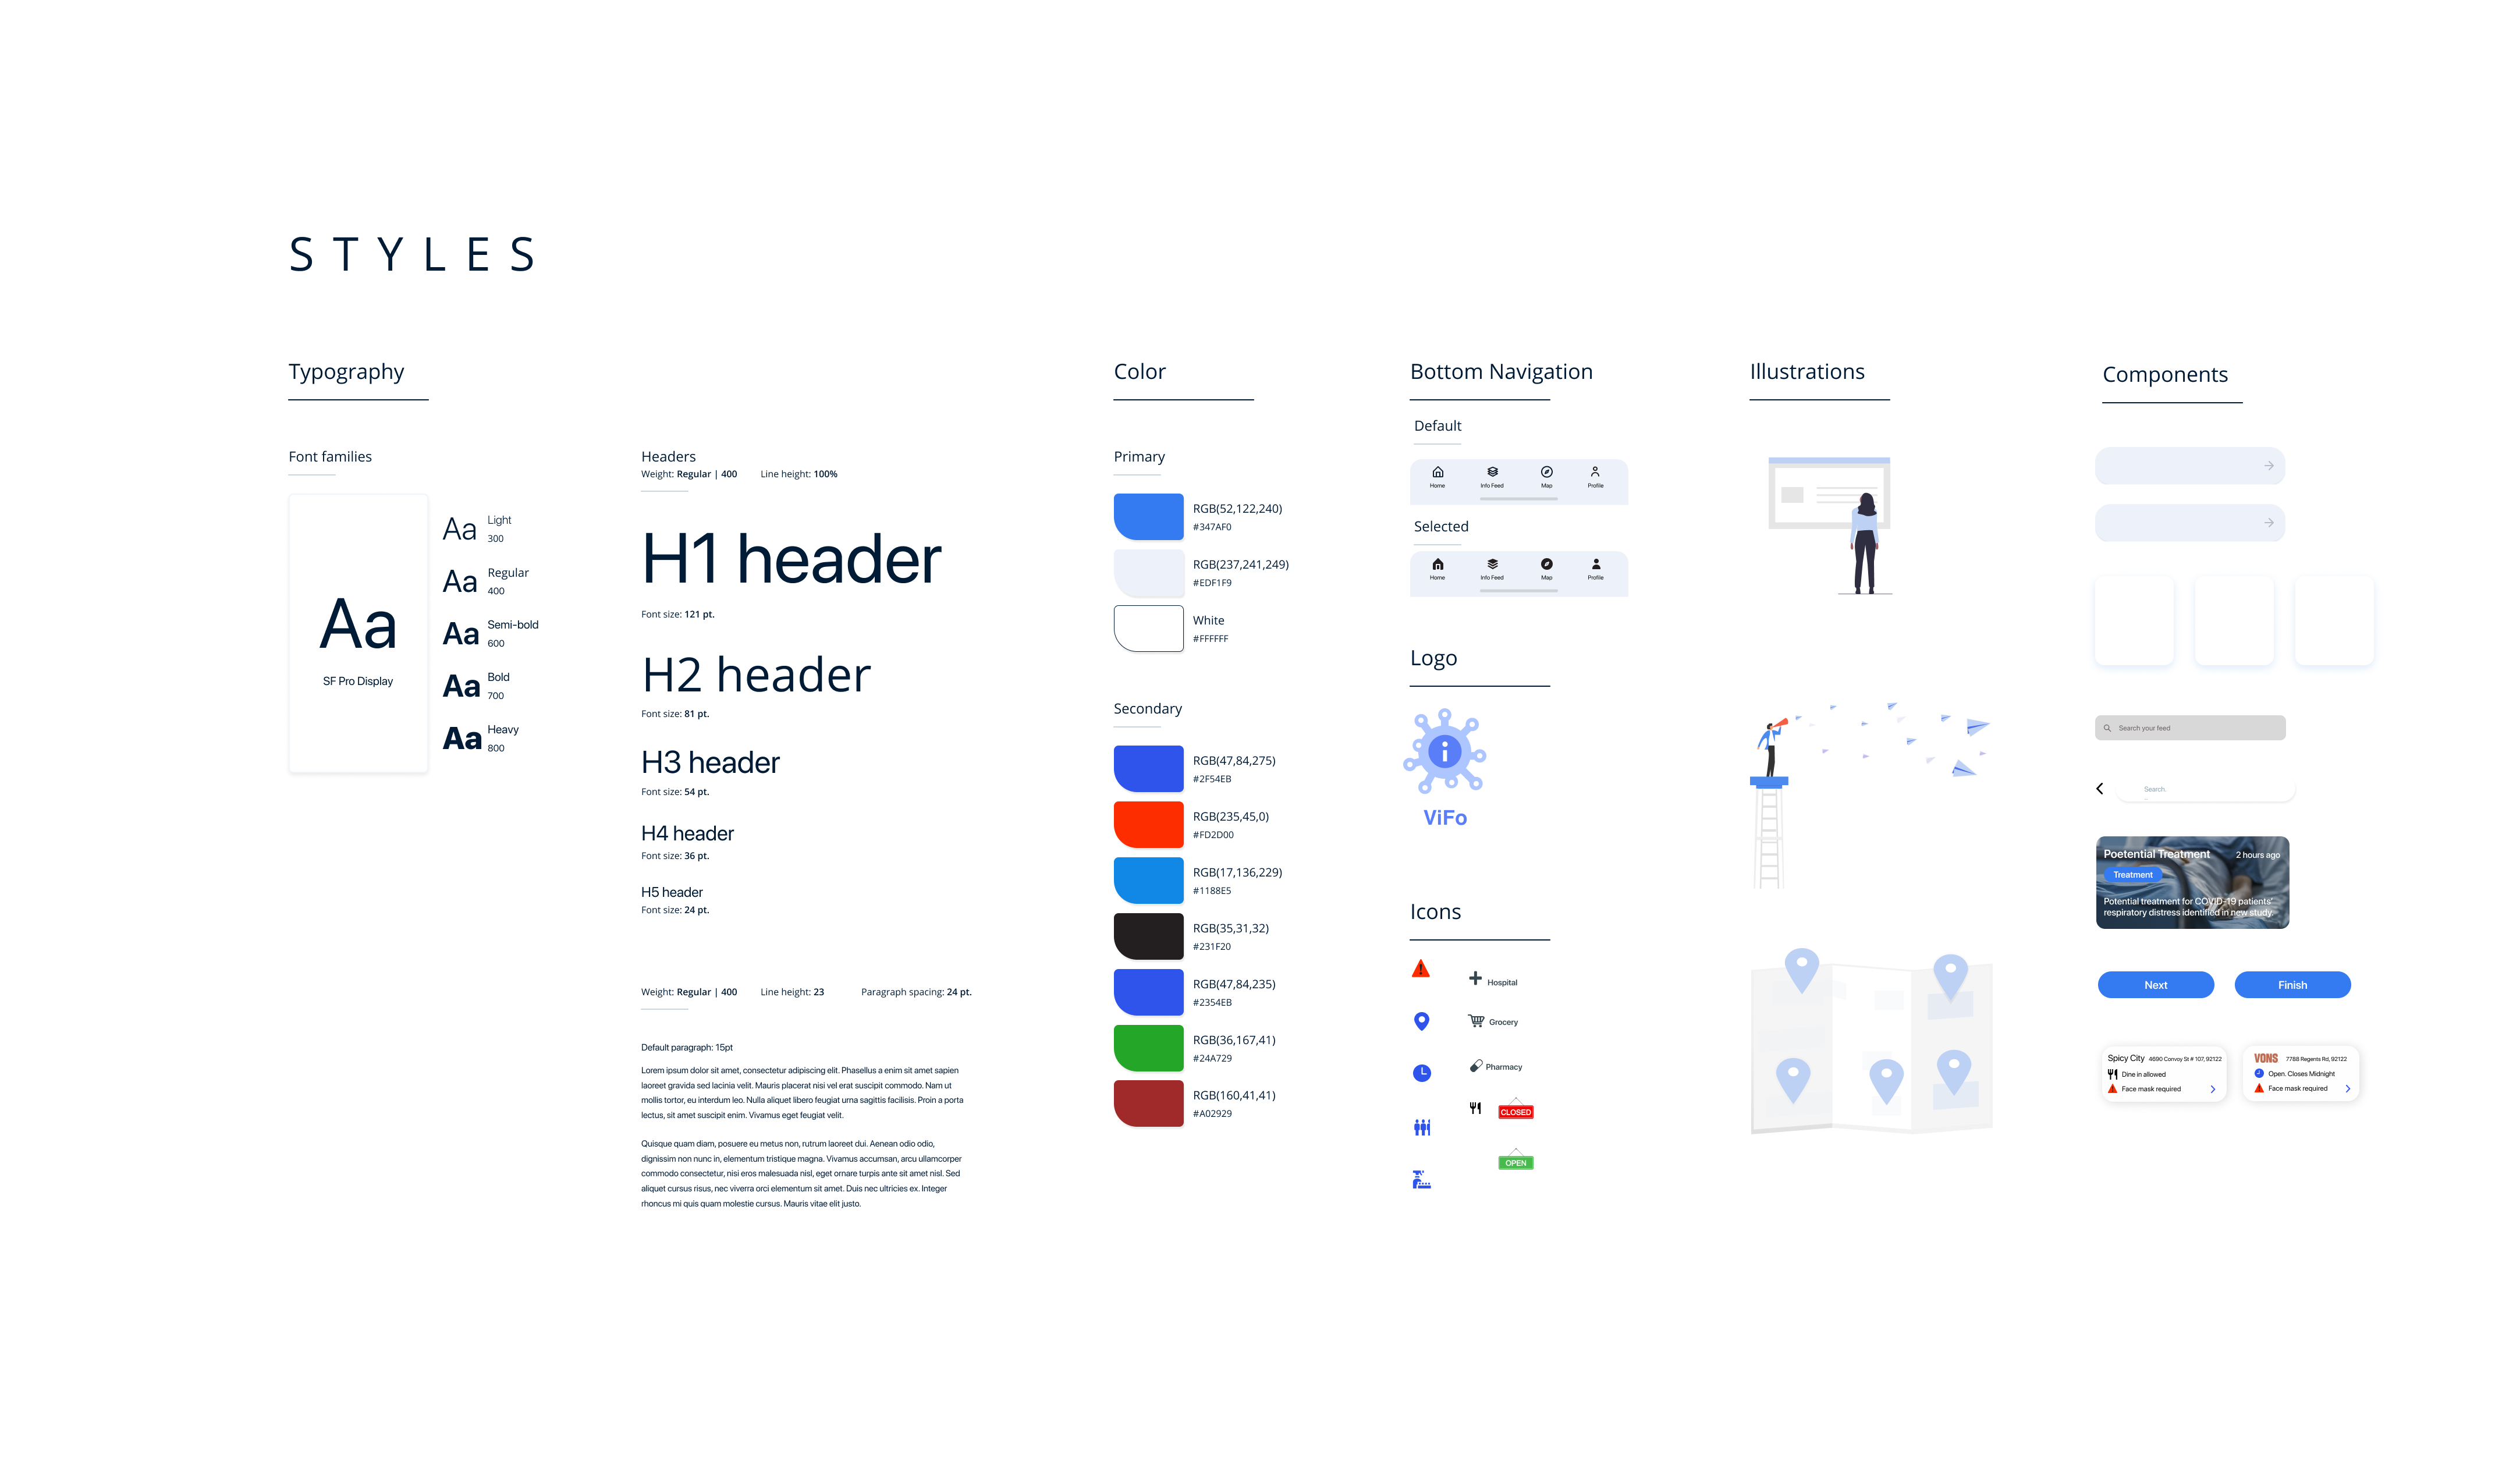 STYLES
Typography
Font families
Aa
SF Pro Display
Aa Light
300
Aa Regular
400
Aa Semi-bold
600
Aa Bold
700
Aa Heavy
800
Headers
Weight: Regular | 400 Line height: 100%
H1 header
Font size: 121 pt.
H2 header
Font size: 81 pt.
H3 header
Font size: 54 pt.
H4 header
Font size: 36 pt.
H5 header
Font size: 24 pt.
Weight: Regular | 400 Line height: 23 Paragraph spacing: 24 pt.
Default paragraph: 15pt
Lorem ipsum dolor sit amet, consectetur adipiscing elit. Phasellus a enim sit amet sapien
laoreet gravida sed lacinia velit. Mauris placerat nisi vel erat suscipit commodo. Nam ut
mollis tortor, eu interdum leo. Nulla aliquet libero feugiat urna sagittis facilisis. Proin a porta
lectus, sit amet suscipit enim. Vivamus eget feugiat velit.
Quisque quam diam, posuere eu metus non, rutrum laoreet dui. Aenean odio odio,
dignissim non nunc in, elementum tristique magna. Vivamus accumsan, arcu ullamcorper
commodo consectetur, nisi eros malesuada nisl, eget ornare turpis ante sit amet nisl. Sed
aliquet cursus risus, nec viverra orci elementum sit amet. Duis nec ultricies ex. Integer
rhoncus mi quis quam molestie cursus. Mauris vitae elit justo.
Color
Primary
RGB(52,122,240)
#347AF0
RGB(237,241,249)
#EDF1F9
White
#FFFFFF
Secondary
RGB(47,84,275)
#2F54EB
RGB(235,45,0)
#FD2D00
RGB(17,136,229)
#1188E5
RGB(35,31,32)
#231F20
RGB(47,84,235)
#2354EB
RGB(36,167,41)
#24A729
RGB(160,41,41)
#A02929
Bottom Navigation
Default
Home Info Feed Map Profile
Selected
Home Info Feed Map Profile
Logo
i
ViFo
Icons
Hospital
Grocery
Pharmacy
CLOSED
OPEN
Illustrations
Components
Search your feed
Search.
Poetential Treatment 2 hours ago
Treatment
Potential treatment for COVID-19 patients'
respiratory distress identified in new study.
Next Finish
Spicy City 4690 Convoy St # 107, 92122
Dine in allowed
Face mask required
VONS 7788 Regents Rd, 92122
Open. Closes Midnight
Face mask required